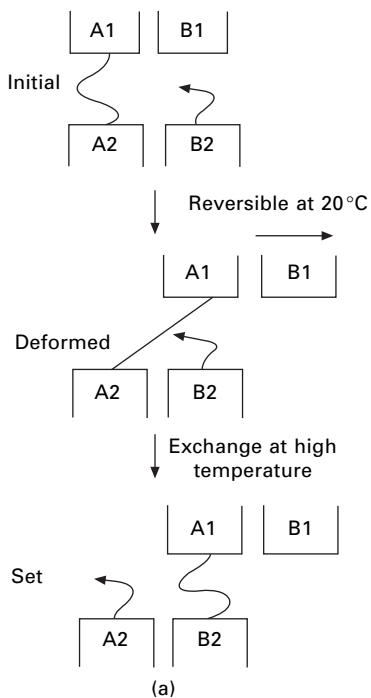 A1 B1
Initial
A2 B2
Reversible at 20°C
A1 B1
Deformed
A2 B2
Exchange at high
temperature
A1 B1
Set
A2 B2
(a)